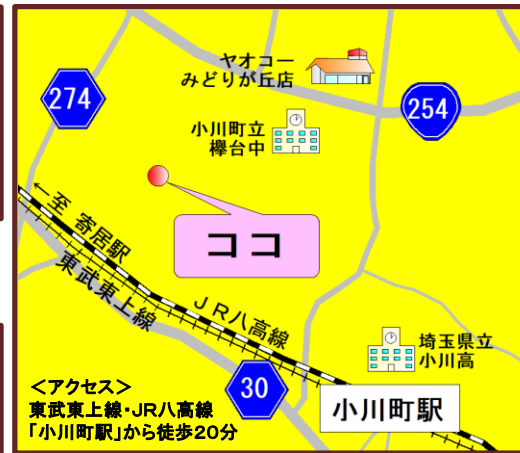 ヤオコー
みどりが丘店
274
254
小川町立
欅台中
ココ
←至 寄居駅
東武東上線
JR八高線
埼玉県立
小川高
30
小川町駅
<アクセス>
東武東上線・JR八高線
「小川町駅」から徒歩20分